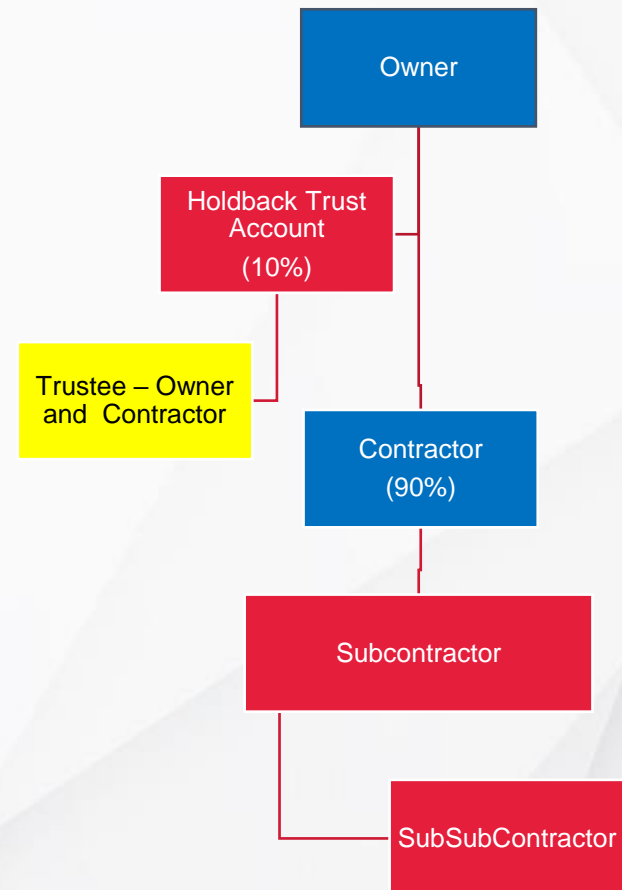 Owner
Holdback Trust
Account
(10%)
Trustee – Owner
and Contractor
Contractor
(90%)
Subcontractor
SubSubContractor